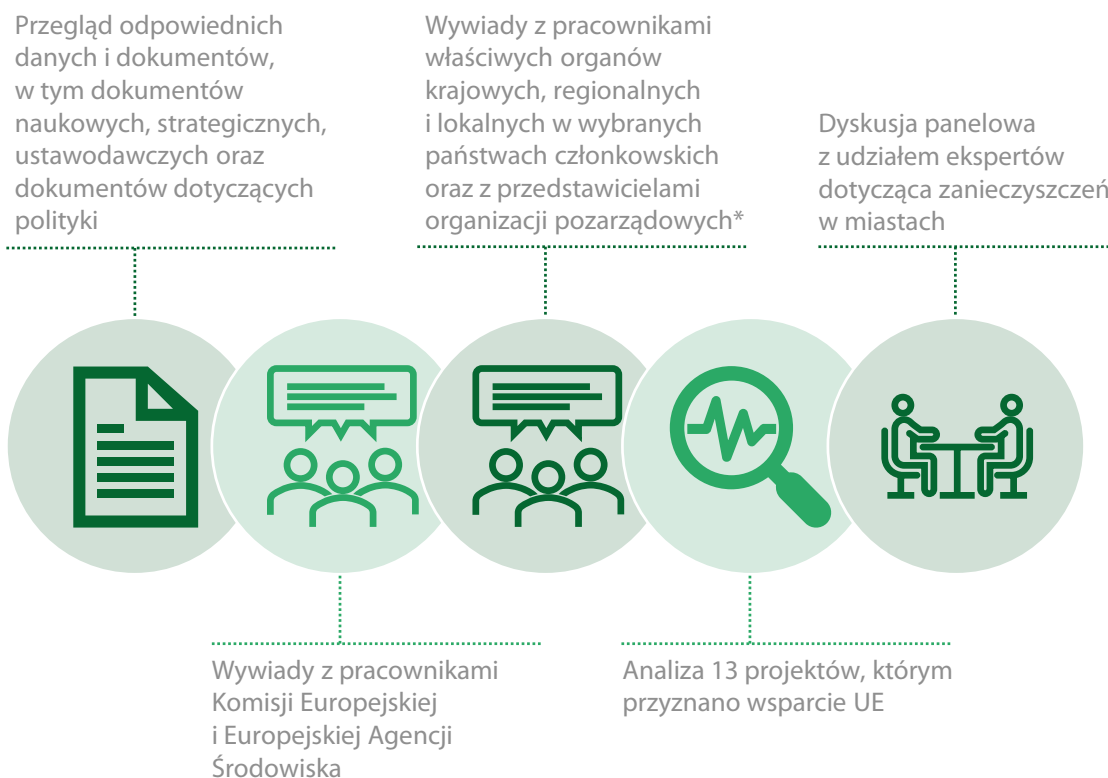 Przegląd odpowiednich
danych i dokumentów,
w tym dokumentów
naukowych, strategicznych,
ustawodawczych oraz
dokumentów dotyczących
polityki
Wywiady z pracownikami
Komisji Europejskiej
i Europejskiej Agencji
Środowiska
Wywiady z pracownikami
właściwych organów
krajowych, regionalnych
i lokalnych w wybranych
państwach członkowskich
oraz z przedstawicielami
organizacji pozarządowych*
Analiza 13 projektów, którym
przyznano wsparcie UE
Dyskusja panelowa
z udziałem ekspertów
dotycząca zanieczyszczeń
w miastach